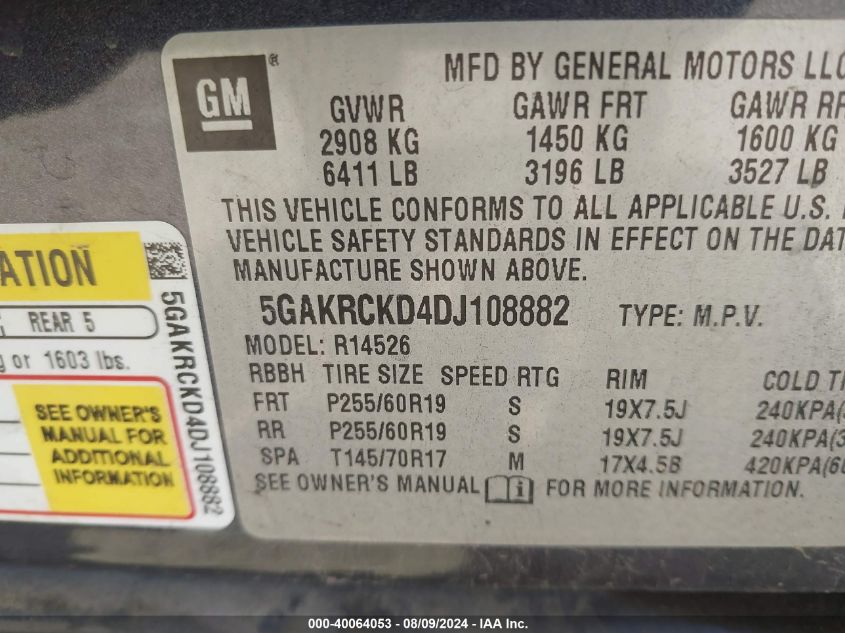 GM®
MFD BY GENERAL MOTORS LLC
GVWR GAWR FRT GAWR RR
2908 KG 1450 KG 1600 KG
6411 LB 3196 LB 3527 LB
THIS VEHICLE CONFORMS TO ALL APPLICABLE U.S.
VEHICLE SAFETY STANDARDS IN EFFECT ON THE DAT
MANUFACTURE SHOWN ABOVE.
5GAKRCKD4DJ108882 TYPE: M.P.V.
MODEL: R14526
RBBH TIRE SIZE SPEED RTG RIM COLD TI
FRT P255/60R19 S 19X7.5J 240KPA(
RR P255/60R19 S 19X7.5J 240KPA(3
SPA T145/70R17 M 17X4.5B 420KPA(60
SEE OWNER'S MANUAL i FOR MORE INFORMATION.
ATION
REAR 5
or 1603 lbs.
SEE OWNER'S
MANUAL FOR
ADDITIONAL
INFORMATION
5GAKRCKD4DJ108882
000-40064053 - 08/09/2024 - IAA Inc.